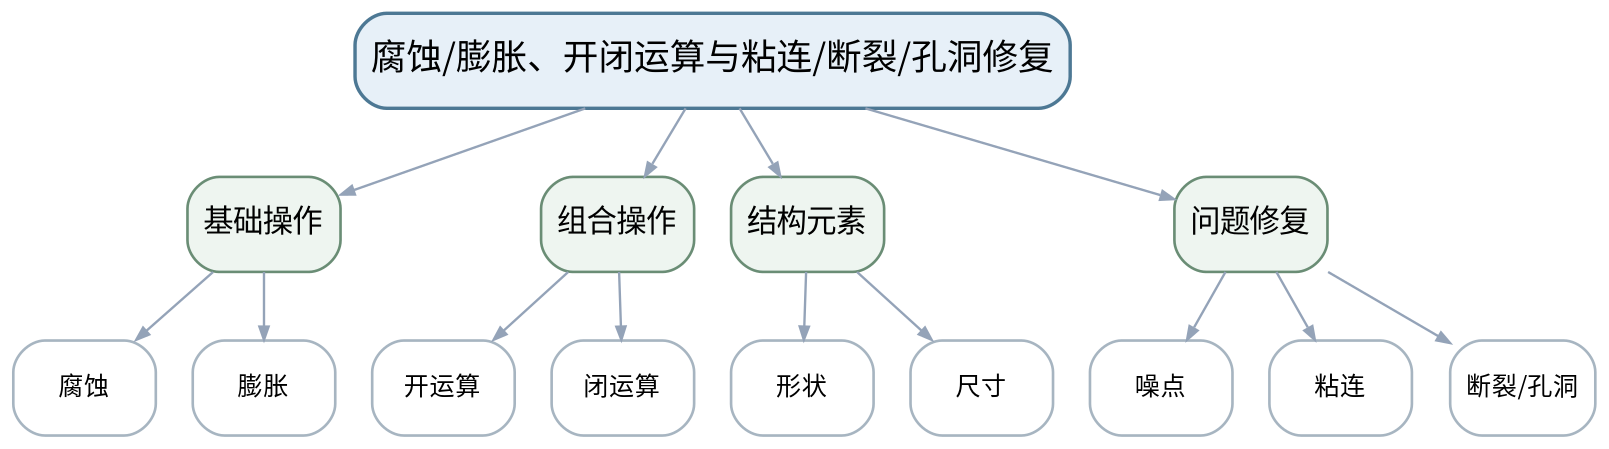 腐蚀/膨胀、开闭运算与粘连/断裂/孔洞修复
基础操作
组合操作
结构元素
问题修复
腐蚀
膨胀
开运算
闭运算
形状
尺寸
噪点
粘连
断裂/孔洞